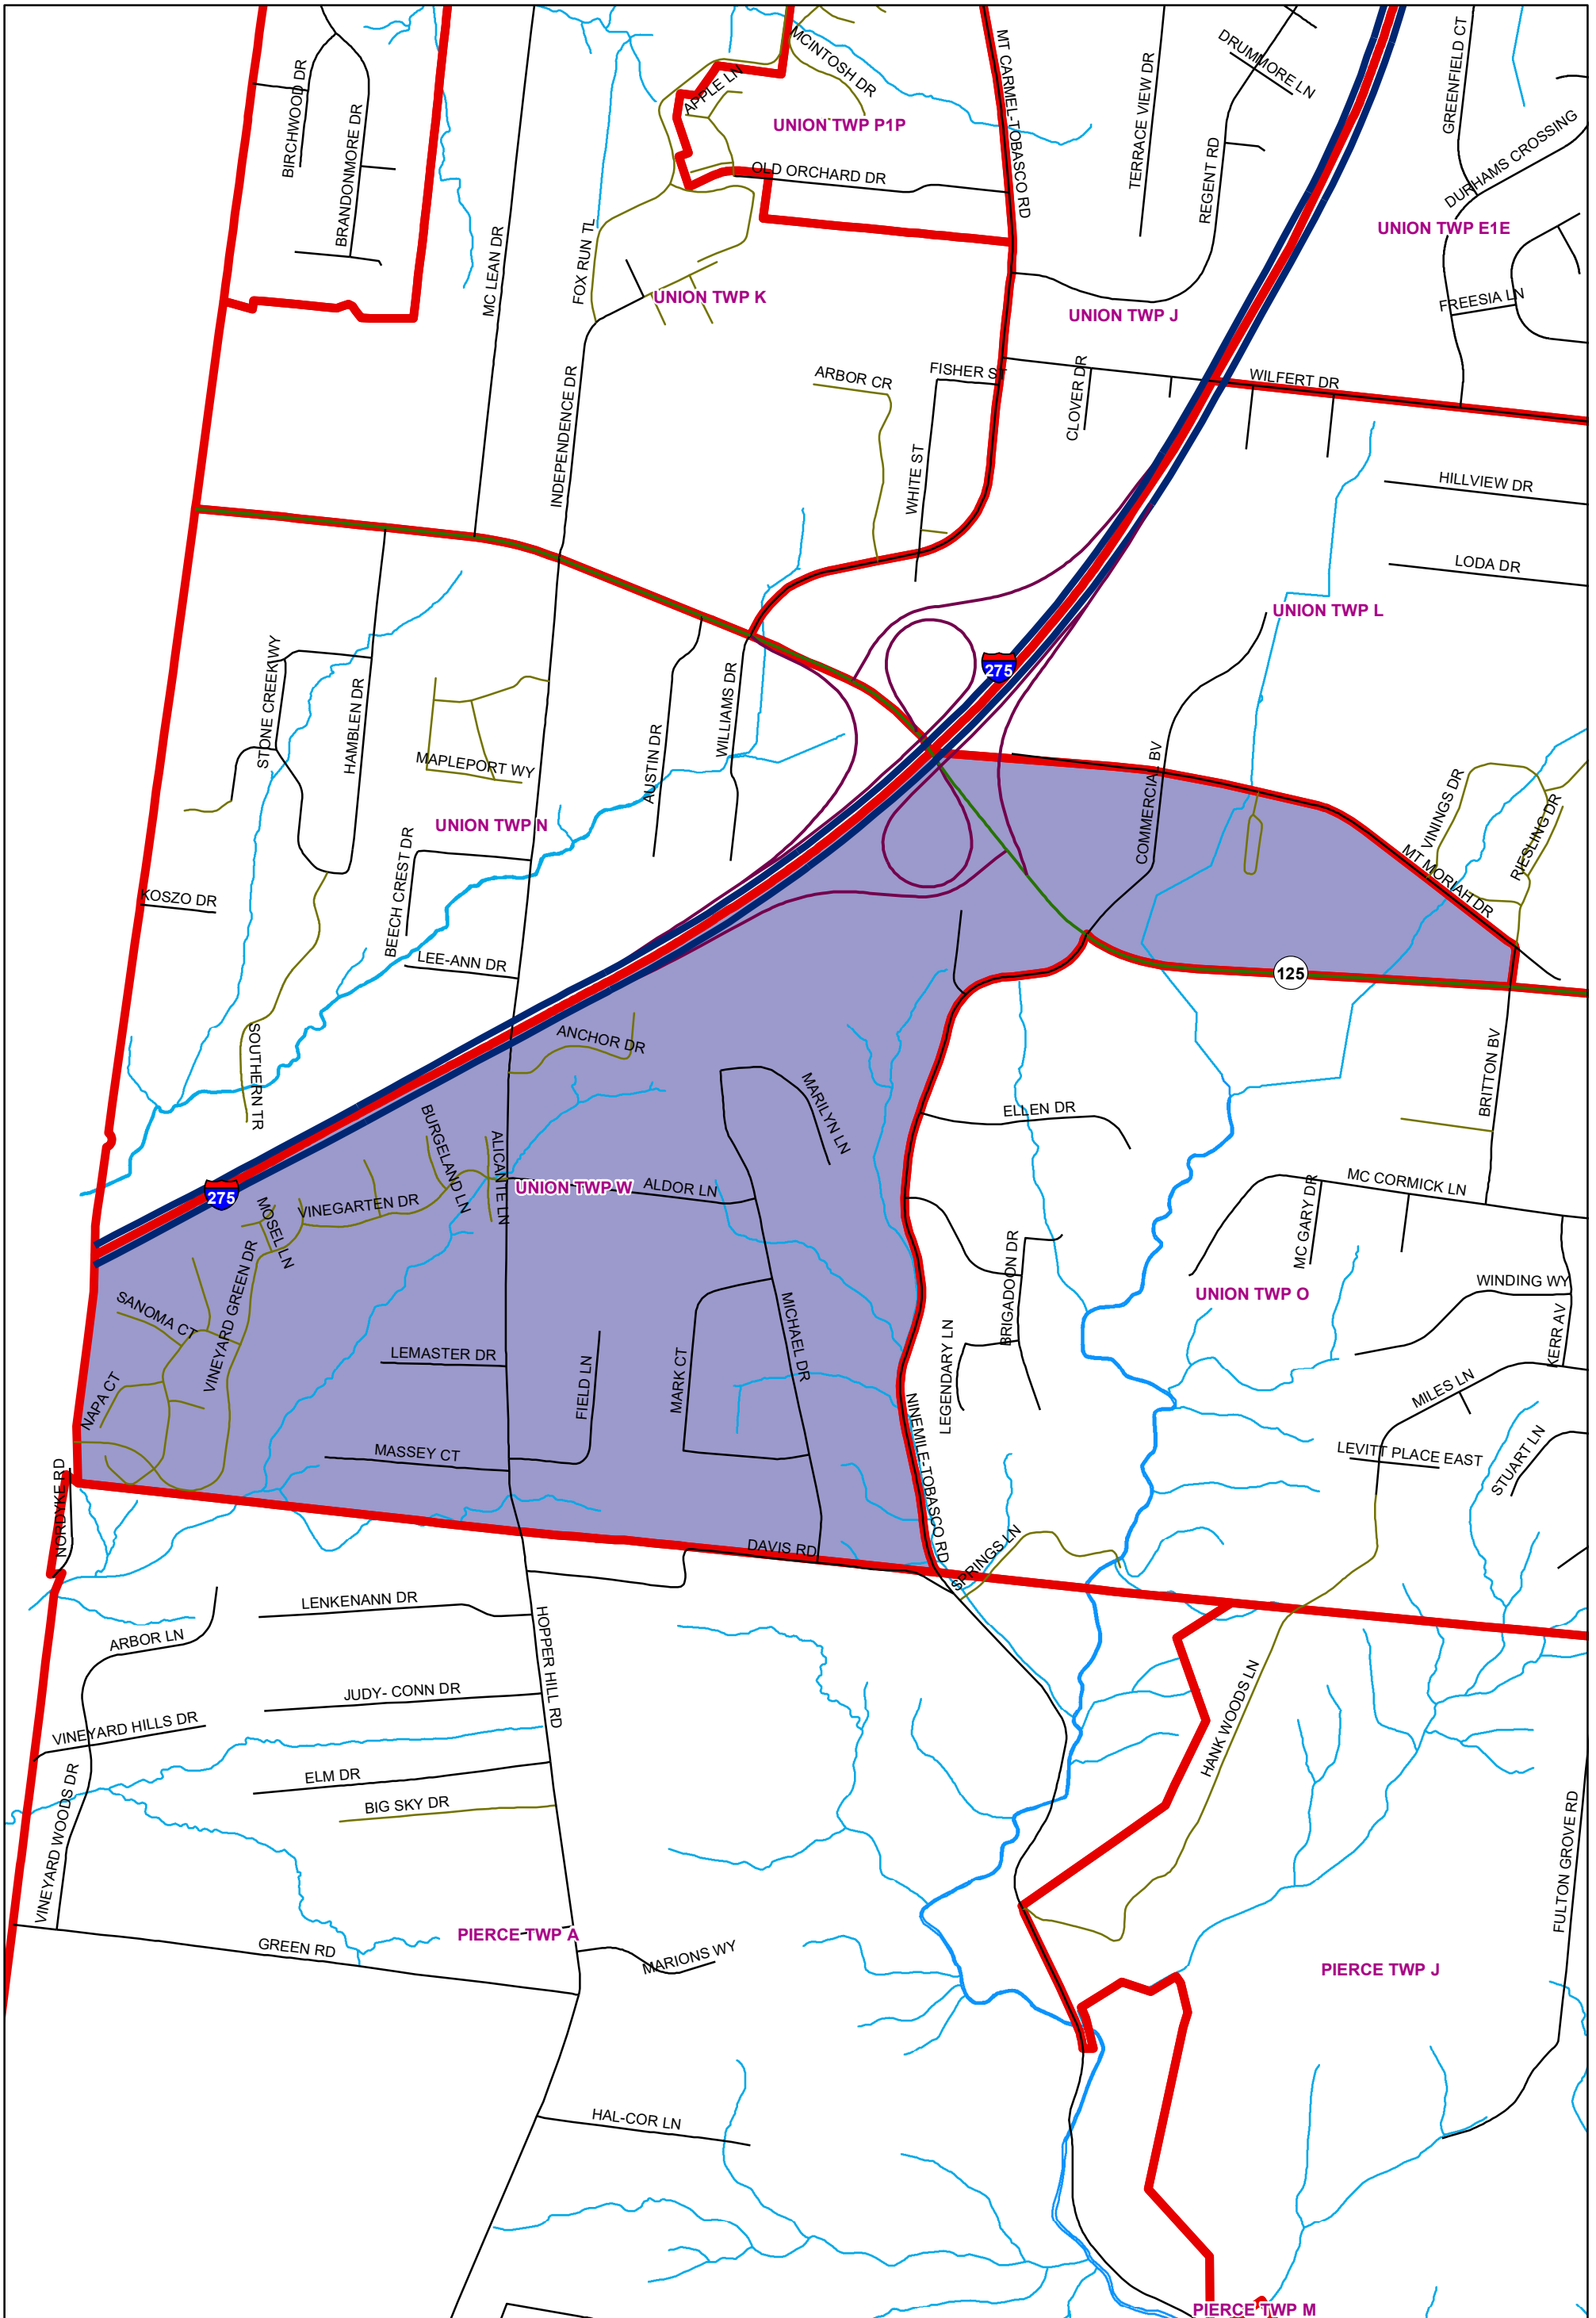 MCINTOSH DR
MT CARMEL-TOBASCO RD
DRUMMORE LN
GREENFIELD CT
BIRCHWOOD DR
BRANDONMORE DR
APPLE LN
UNION TWP P1P
TERRACE VIEW DR
REGENT RD
DURHAMS CROSSING
OLD ORCHARD DR
UNION TWP E1E
MC LEAN DR
FOX RUN TL
UNION TWP K
UNION TWP J
FREESIA LN
ARBOR CR
FISHER ST
CLOVER DR
WILFERT DR
INDEPENDENCE DR
WHITE ST
HILLVIEW DR
LODA DR
UNION TWP L
STONE CREEK WY
HAMBLEN DR
275
WILLIAMS DR
AUSTIN DR
MAPLEPORT WY
COMMERCIAL BV
VININGS DR
RIESLING DR
UNION TWP N
BEECH CREST DR
MT MORIAH DR
KOSZO DR
LEE-ANN DR
125
SOUTHERN TR
ANCHOR DR
MARILYN LN
ELLEN DR
BRITTON BV
BURGELAND LN
ALICANTE LN
275
UNION TWP W
ALDOR LN
MC CORMICK LN
MOSEL LN
VINEGARTEN DR
MC GARY DR
BRIGADOON DR
VINEYARD GREEN DR
WINDING WY
UNION TWP O
SANOMA CT
MICHAEL DR
LEGENDARY LN
KERR AV
LEMASTER DR
FIELD LN
MARK CT
NAPA CT
MILES LN
NINEMILE-TOBASCO RD
MASSEY CT
LEVITT PLACE EAST
STUART LN
NORDYKE RD
DAVIS RD
SPRINGS LN
LENKENANN DR
HOPPER HILL RD
ARBOR LN
JUDY- CONN DR
VINEYARD HILLS DR
HANK WOODS LN
ELM DR
BIG SKY DR
VINEYARD WOODS DR
FULTON GROVE RD
PIERCE TWP A
GREEN RD
MARIONS WY
PIERCE TWP J
HAL-COR LN
PIERCE TWP M